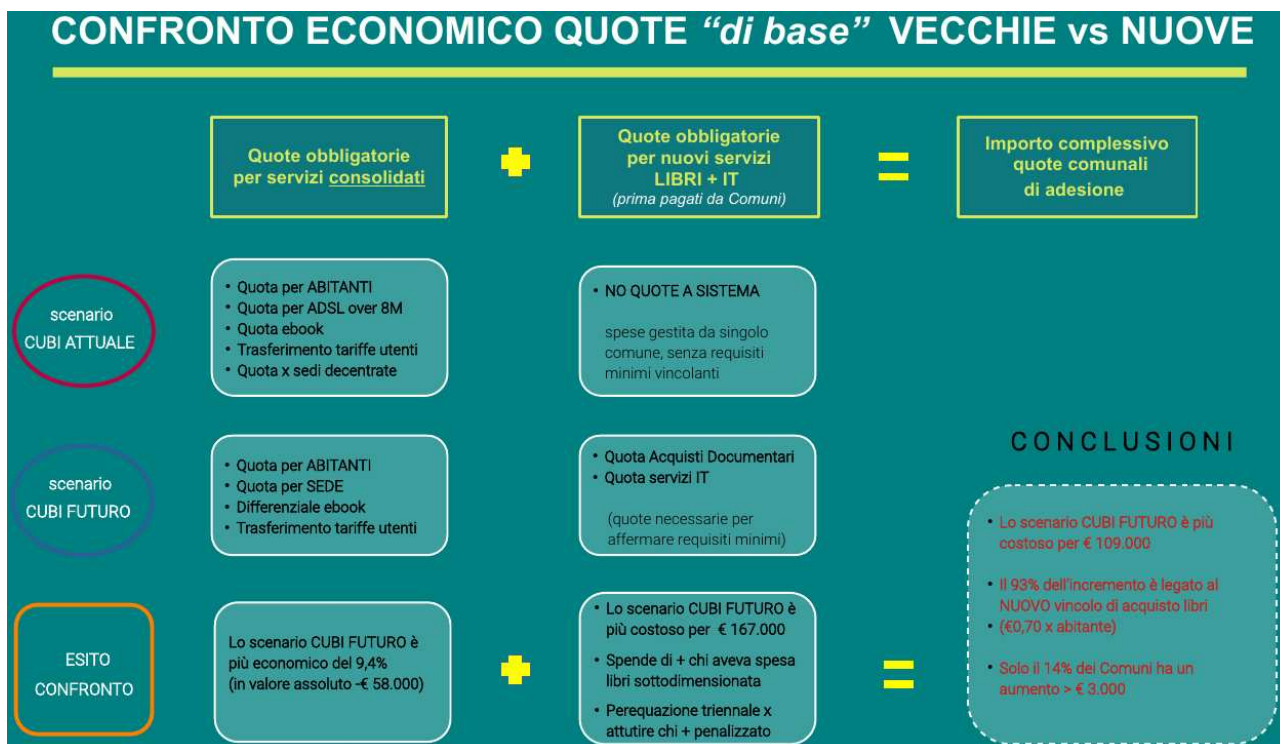 CONFRONTO ECONOMICO QUOTE “di base” VECCHIE vs NUOVE
Quote obbligatorie
per servizi consolidati
Quote obbligatorie
per nuovi servizi
LIBRI + IT
(prima pagati da Comuni)
=
Importo complessivo
quote comunali
di adesione
scenario
CUBI ATTUALE
• Quota per ABITANTI
• Quota per ADSL over 8M
• Quota ebook
• Trasferimento tariffe utenti
• Quota x sedi decentrate
• NO QUOTE A SISTEMA
spese gestita da singolo
comune, senza requisiti
minimi vincolanti
scenario
CUBI FUTURO
• Quota per ABITANTI
• Quota per SEDE
• Differenziale ebook
• Trasferimento tariffe utenti
• Quota Acquisti Documentari
• Quota servizi IT
(quote necessarie per
affermare requisiti minimi)
ESITO
CONFRONTO
Lo scenario CUBI FUTURO è
più economico del 9,4%
(in valore assoluto -€ 58.000)
• Lo scenario CUBI FUTURO è
più costoso per € 167.000
• Spende di + chi aveva spesa
libri sottodimensionata
• Perequazione triennale x
attutire chi + penalizzato
=
CONCLUSIONI
• Lo scenario CUBI FUTURO è più
costoso per € 109.000
• Il 93% dell'incremento è legato al
NUOVO vincolo di acquisto libri
• (€0,70 x abitante)
• Solo il 14% dei Comuni ha un
aumento > € 3.000